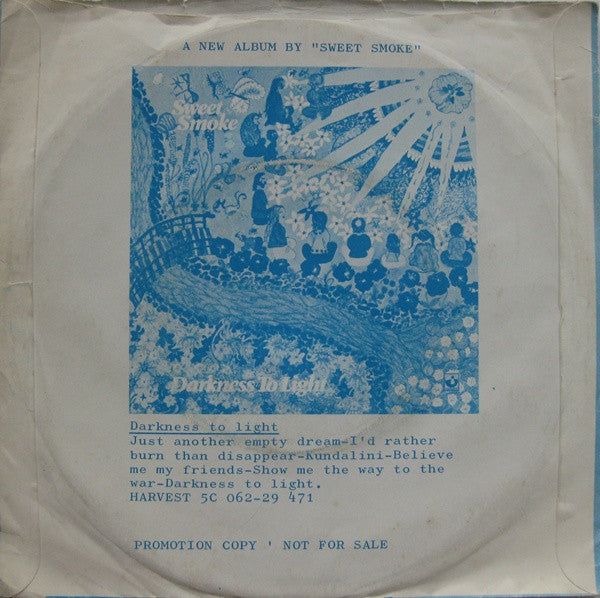 A NEW ALBUM BY "SWEET SMOKE"
Sweet
Smoke
Darkness To Light
Darkness to light
Just another empty dream-I'd rather
burn than disappear-Kundalini-Believe
me my friends-Show me the way to the
war-Darkness to light.
HARVEST 5C 062-29 471
PROMOTION COPY ' NOT FOR SALE